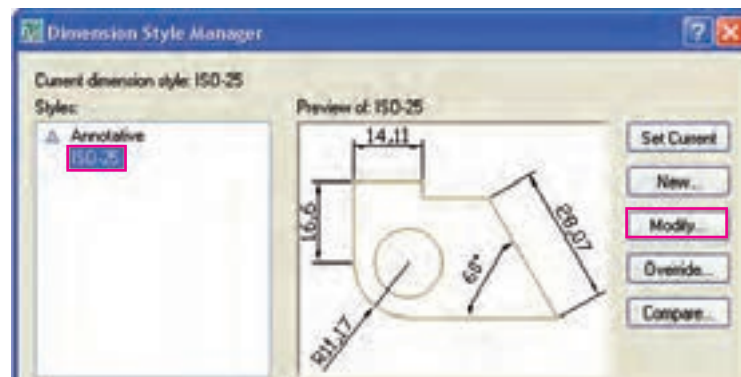 Dimension Style Manager
Current dimension style: ISO-25
Styles:
Annotative
ISO-25
Preview of: ISO-25
14,11
16,6
28,07
60°
R11,17
Set Current
New...
Modify...
Override...
Compare...